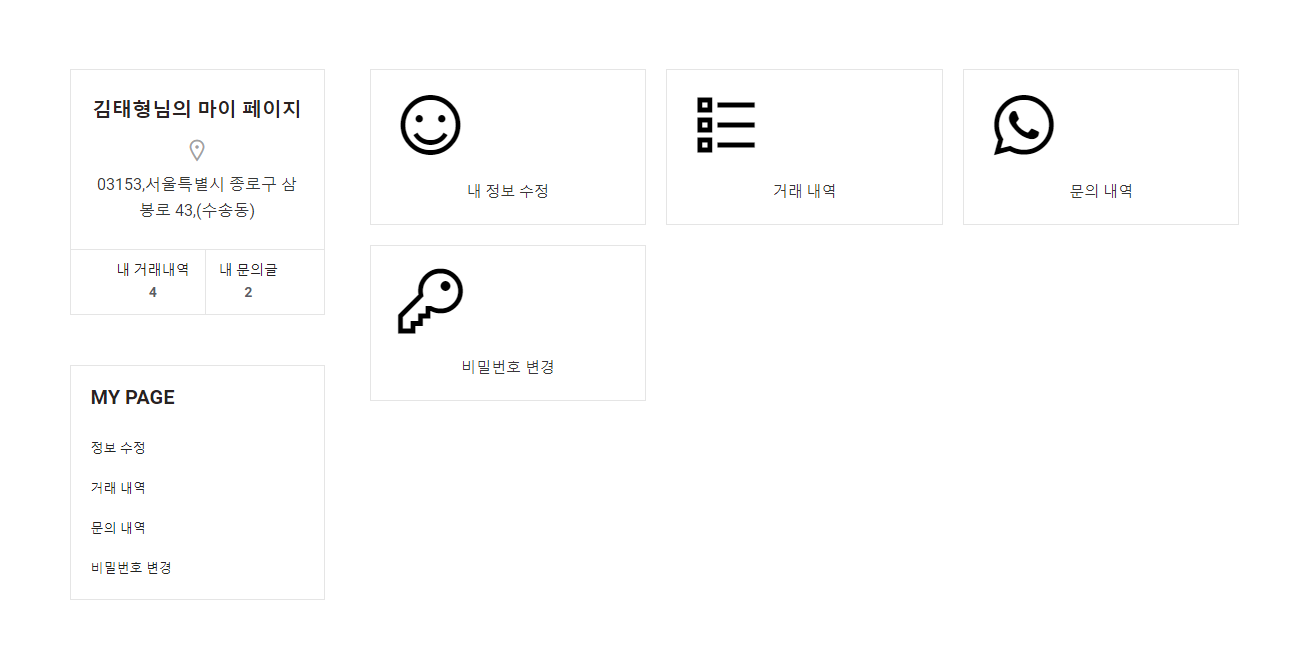 김태형님의 마이 페이지
03153,서울특별시 종로구 삼
봉로 43,(수송동)
내 거래내역
4
내 문의글
2
MY PAGE
정보 수정
거래 내역
문의 내역
비밀번호 변경
내 정보 수정
거래 내역
문의 내역
비밀번호 변경